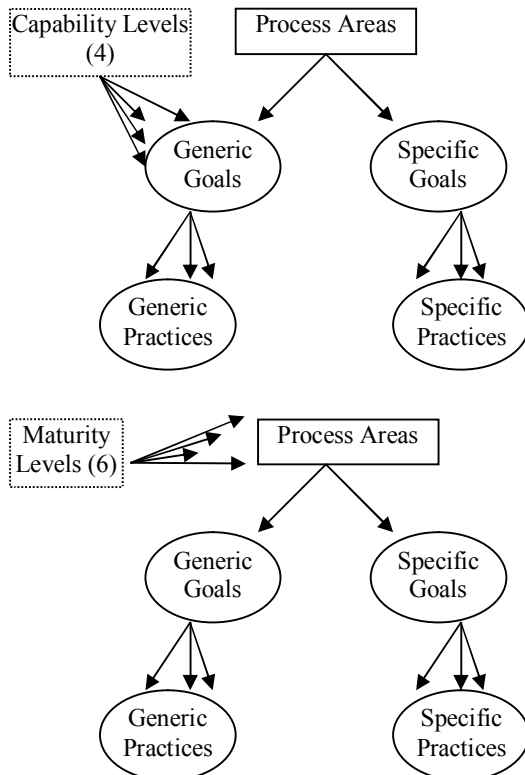 Capability Levels
(4)
Process Areas
Generic
Goals
Specific
Goals
Generic
Practices
Specific
Practices
Maturity
Levels (6)
Process Areas
Generic
Goals
Specific
Goals
Generic
Practices
Specific
Practices